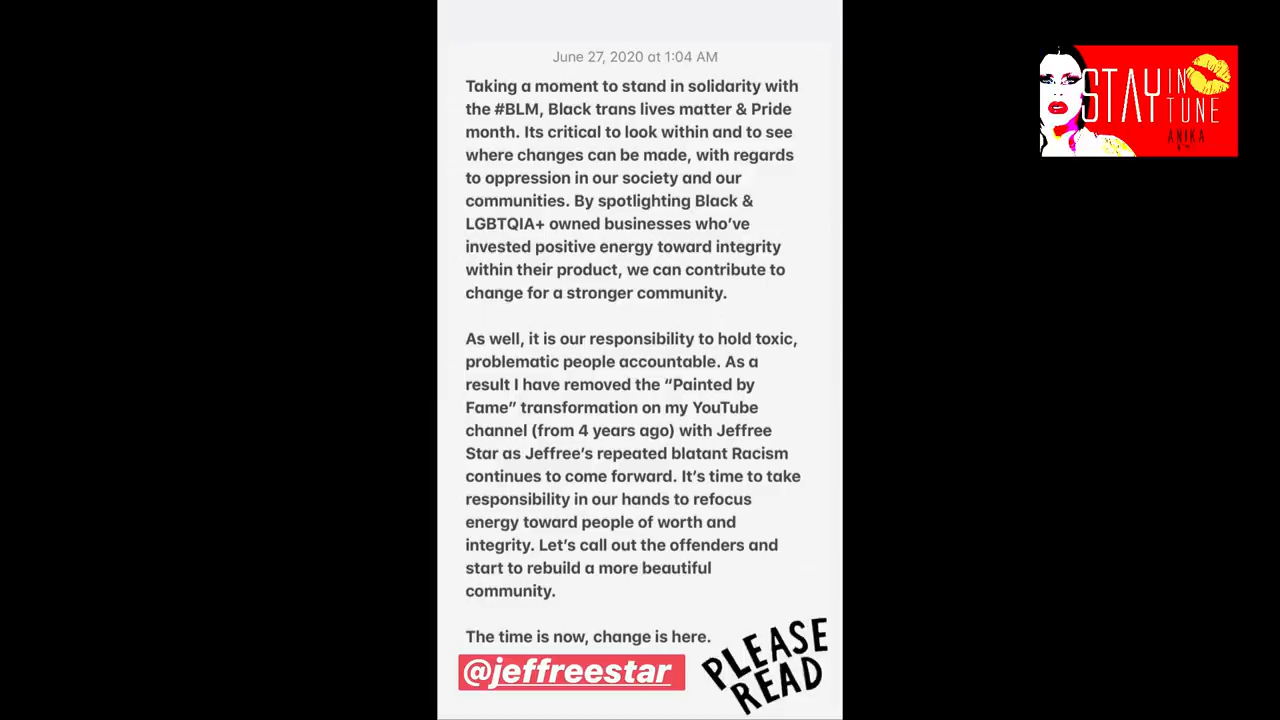 June 27, 2020 at 1:04 AM
Taking a moment to stand in solidarity with
the #BLM, Black trans lives matter & Pride
month. Its critical to look within and to see
where changes can be made, with regards
to oppression in our society and our
communities. By spotlighting Black &
LGBTQIA+ owned businesses who’ve
invested positive energy toward integrity
within their product, we can contribute to
change for a stronger community.
As well, it is our responsibility to hold toxic,
problematic people accountable. As a
result I have removed the “Painted by
Fame” transformation on my YouTube
channel (from 4 years ago) with Jeffree
Star as Jeffree’s repeated blatant Racism
continues to come forward. It’s time to take
responsibility in our hands to refocus
energy toward people of worth and
integrity. Let’s call out the offenders and
start to rebuild a more beautiful
community.
The time is now, change is here.
@jeffreestar
PLEASE
READ
STAY IN
TUNE
ANIKA